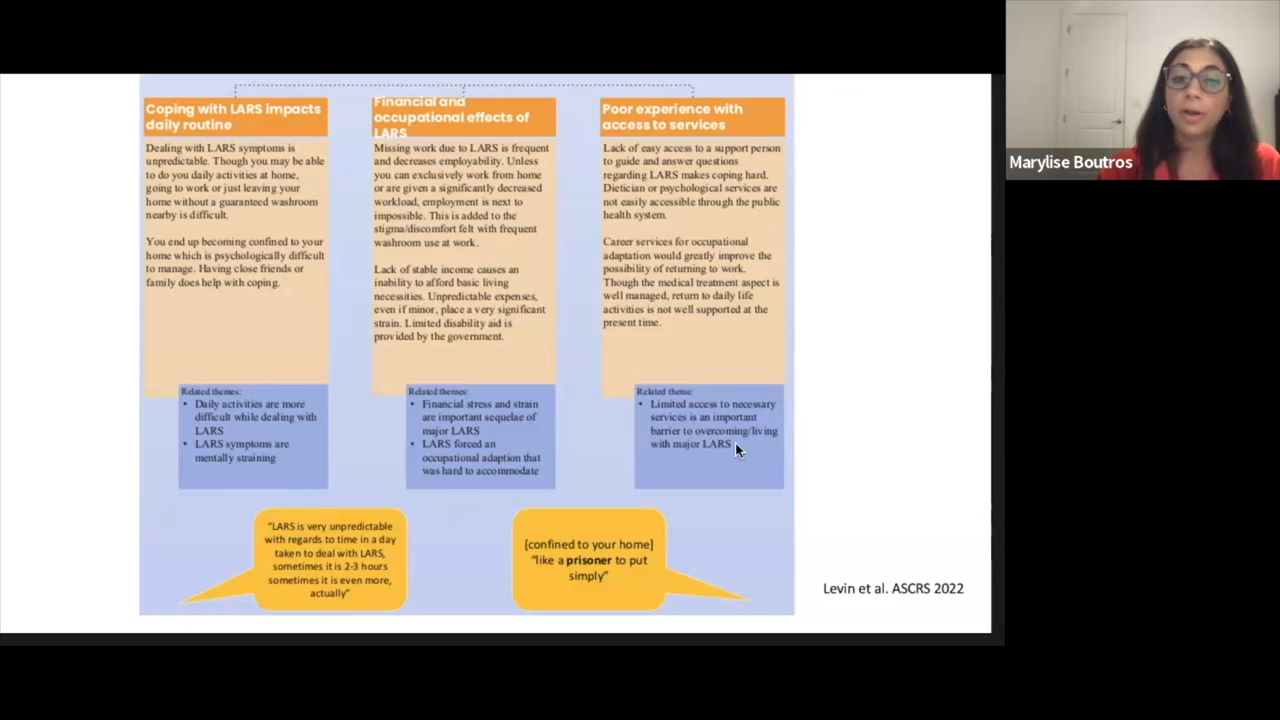 Coping with LARS impacts
daily routine
Dealing with LARS symptoms is
unpredictable. Though you may be able
to do you daily activities at home,
going to work or just leaving your
home without a guaranteed washroom
nearby is difficult.
You end up becoming confined to your
home which is psychologically difficult
to manage. Having close friends or
family does help with coping.
Related themes:
• Daily activities are more
difficult while dealing with
LARS
• LARS symptoms are
mentally straining
Financial and
occupational effects of
LARS
Missing work due to LARS is frequent
and decreases employability. Unless
you can exclusively work from home
or are given a significantly decreased
workload, employment is next to
impossible. This is added to the
stigma/discomfort felt with frequent
washroom use at work.
Lack of stable income causes an
inability to afford basic living
necessities. Unpredictable expenses,
even if minor, place a very significant
strain. Limited disability aid is
provided by the government.
Related themes:
• Financial stress and strain
are important sequelae of
major LARS
• LARS forced an
occupational adaption that
was hard to accommodate
Poor experience with
access to services
Lack of easy access to a support person
to guide and answer questions
regarding LARS makes coping hard.
Dietician or psychological services are
not easily accessible through the public
health system.
Career services for occupational
adaptation would greatly improve the
possibility of returning to work.
Though the medical treatment aspect is
well managed, return to daily life
activities is not well supported at the
present time.
Related theme:
• Limited access to necessary
services is an important
barrier to overcoming/living
with major LARS
"LARS is very unpredictable
with regards to time in a day
taken to deal with LARS,
sometimes it is 2-3 hours
sometimes it is even more,
actually"
[confined to your home]
"like a prisoner to put
simply"
Levin et al. ASCRS 2022
Marylise Boutros